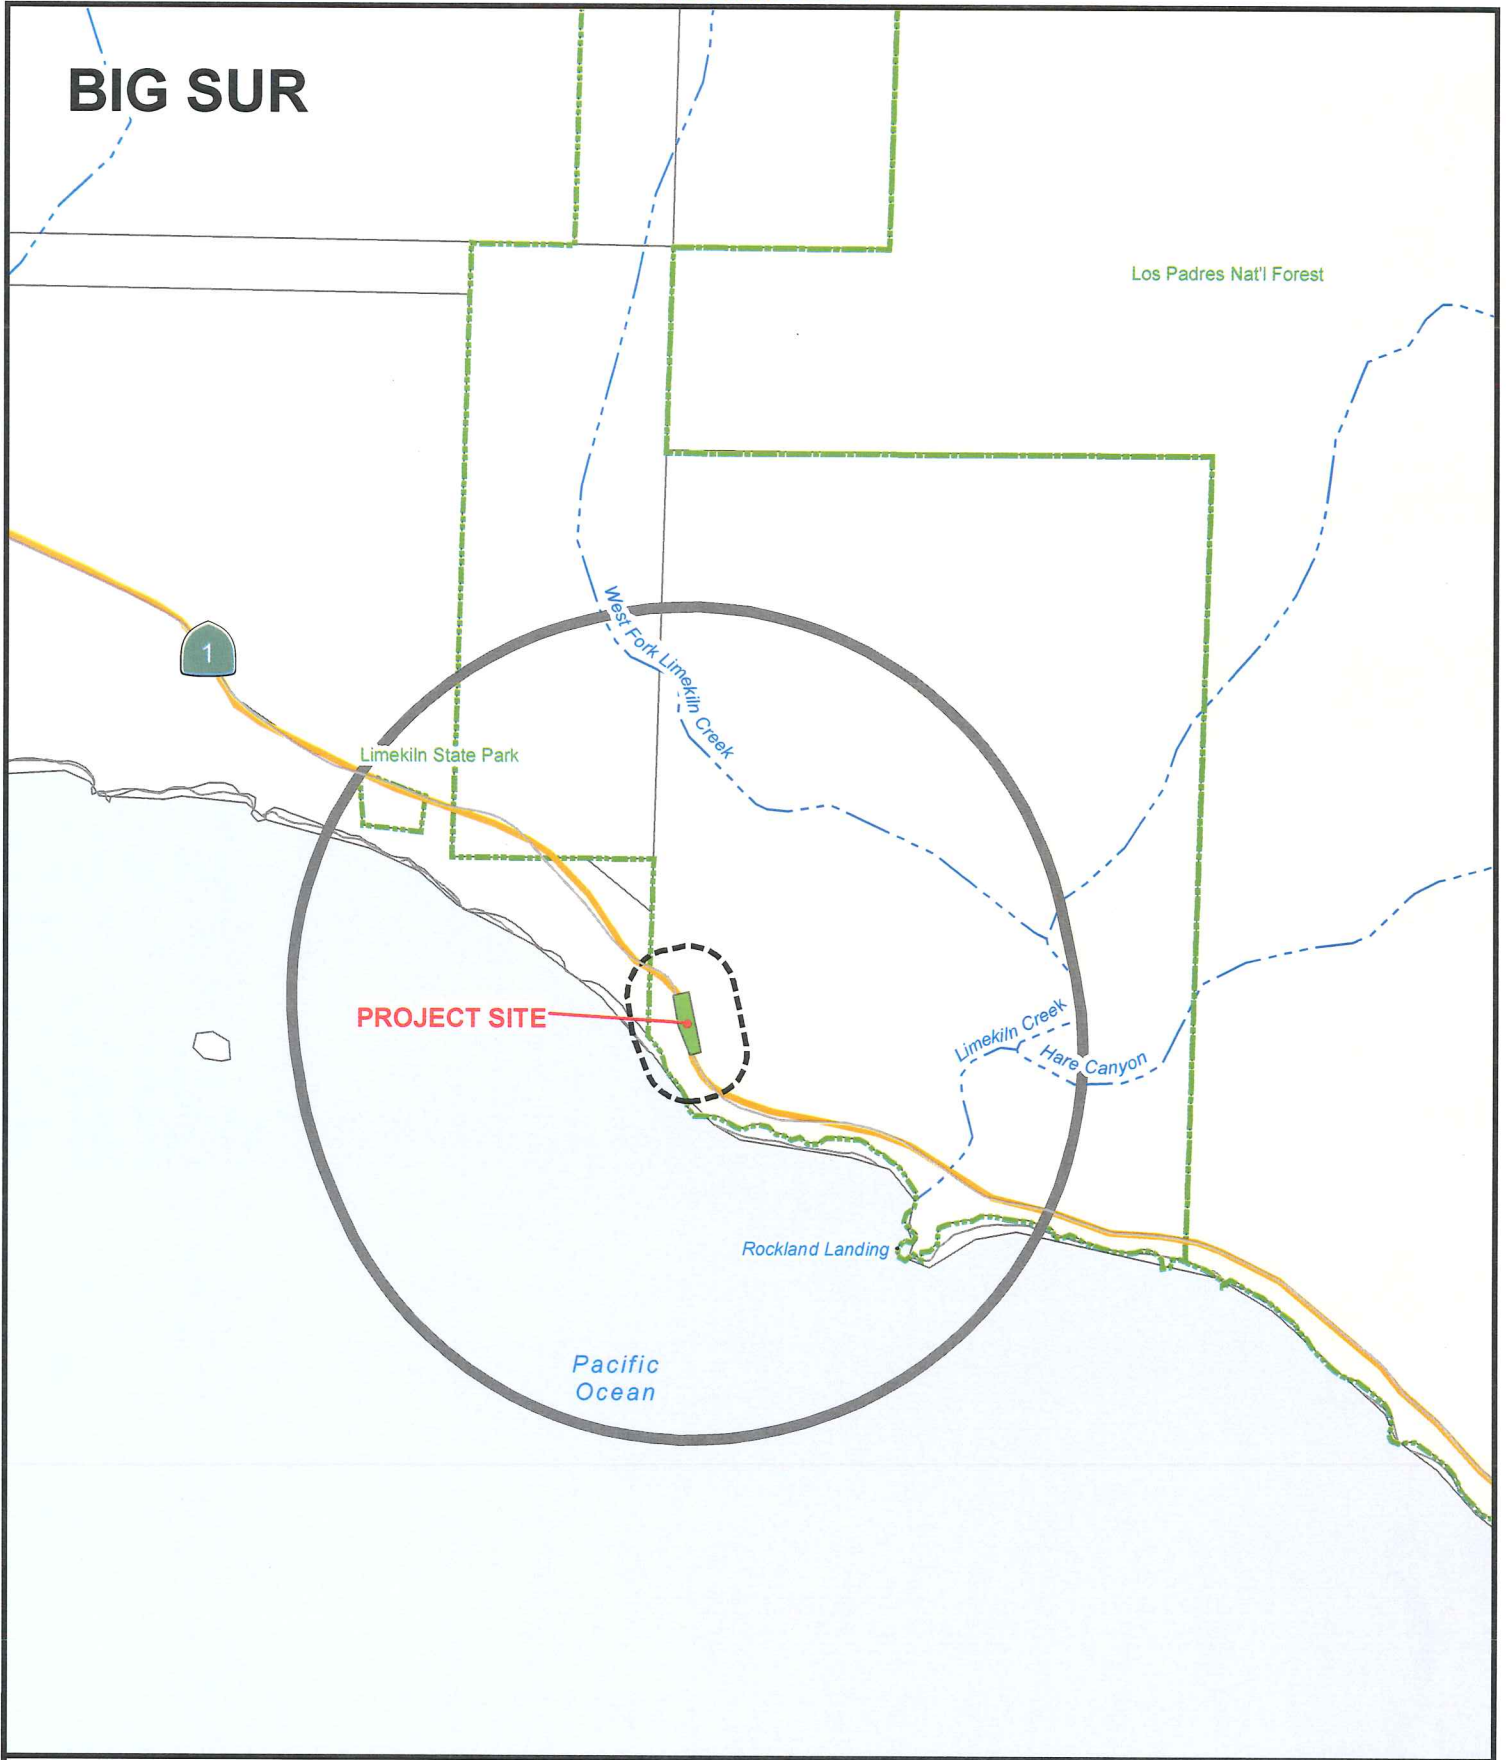 BIG SUR
Los Padres Nat'l Forest
West Fork Limekiln Creek
1
Limekiln State Park
PROJECT SITE
Limekiln Creek
Hare Canyon
Rockland Landing
Pacific
Ocean